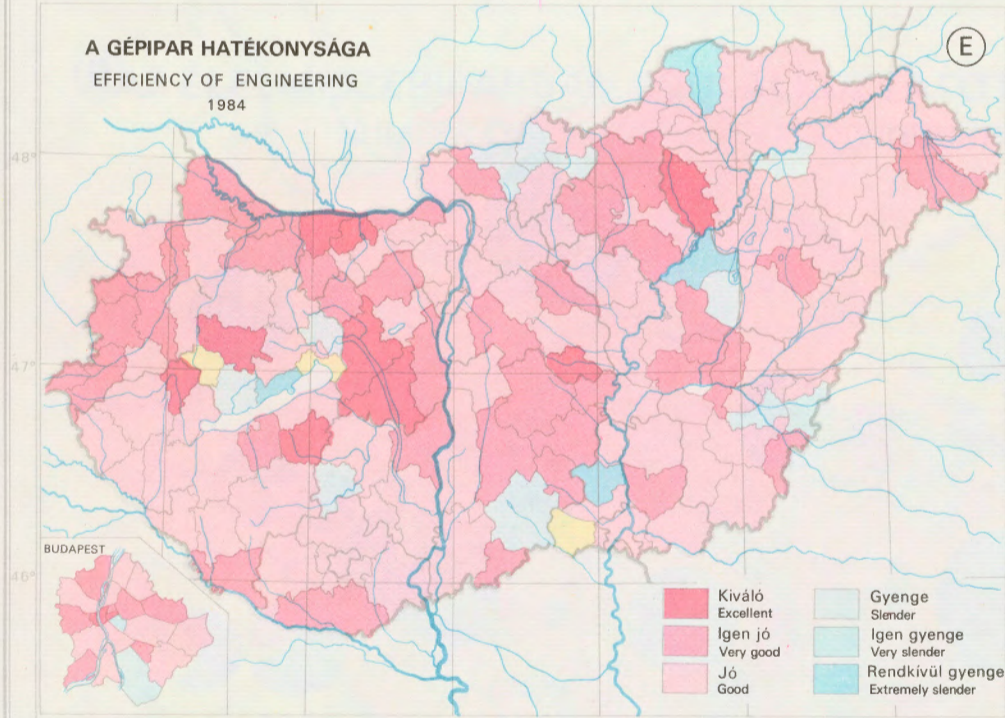 A GÉPIPAR HATÉKONYSÁGA
EFFICIENCY OF ENGINEERING
1984
E
48°
47°
46°
BUDAPEST
Kiváló
Excellent
Igen jó
Very good
Jó
Good
Gyenge
Slender
Igen gyenge
Very slender
Rendkívül gyenge
Extremely slender